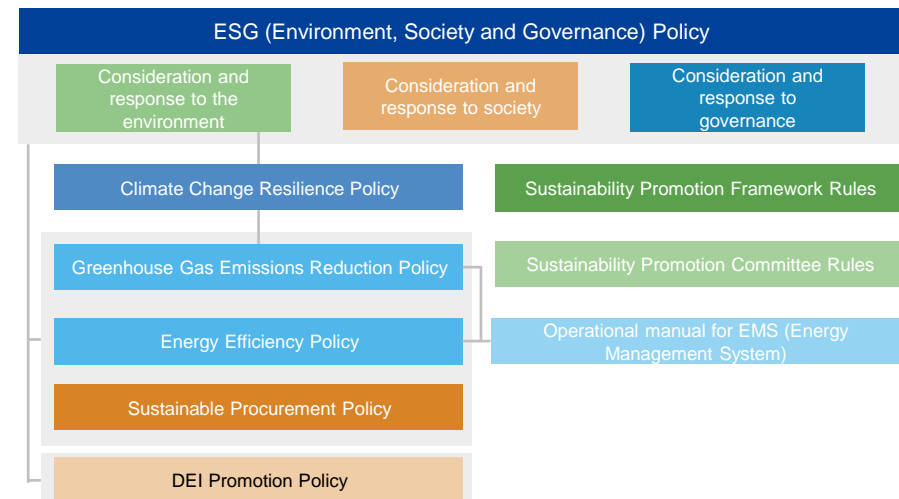 ESG (Environment, Society and Governance) Policy
Consideration and
response to the
environment
Consideration and
response to society
Consideration and
response to
governance
Climate Change Resilience Policy
Sustainability Promotion Framework Rules
Greenhouse Gas Emissions Reduction Policy
Sustainability Promotion Committee Rules
Energy Efficiency Policy
Operational manual for EMS (Energy
Management System)
Sustainable Procurement Policy
DEI Promotion Policy